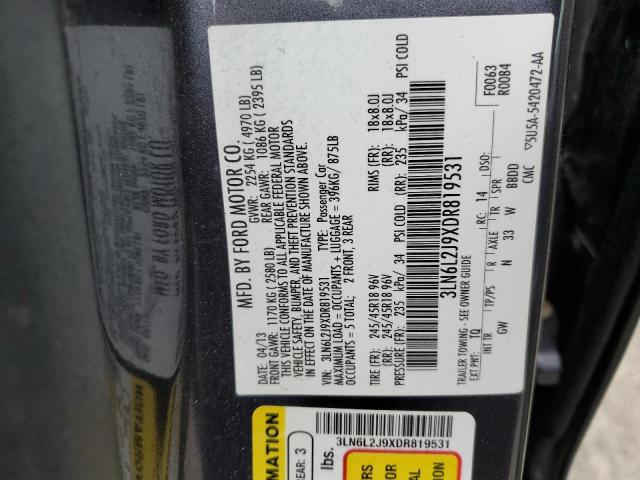 MFD. BY FORD MOTOR CO.
DATE: 04/13 GVWR: 2254 KG ( 4970 LB)
FRONT GAWR: 1170 KG ( 2580 LB) REAR GAWR: 1086 KG ( 2395 LB)
THIS VEHICLE CONFORMS TO ALL APPLICABLE FEDERAL MOTOR
VEHICLE SAFETY, BUMPER, AND THEFT PREVENTION STANDARDS
IN EFFECT ON THE DATE OF MANUFACTURE SHOWN ABOVE.
VIN: 3LN6L2J9XDR819531 TYPE: Passenger Car
MAXIMUM LOAD = OCCUPANTS + LUGGAGE = 396KG/ 875LB
OCCUPANTS = 5 TOTAL; 2 FRONT, 3 REAR
TIRE (FR): 245/45R18 96V RIMS (FR): 18x8.0J
(RR): 245/45R18 96V (RR): 18x8.0J
PRESSURES (FR): 235 kPa/ 34 PSI COLD (RR): 235 kPa/ 34 PSI COLD
3LN6L2J9XDR819531
F0063
R0084
TRAILER TOWING - SEE OWNER GUIDE
EXT PNT: TQ RC: 14 DSO:
INT TR TP/PS R AXLE TR SPR
GW N 33 W BBDD
CMC 5U5A-5420472-AA
MATION
EAR: 3
lbs.
3LN6L2J9XDR819531